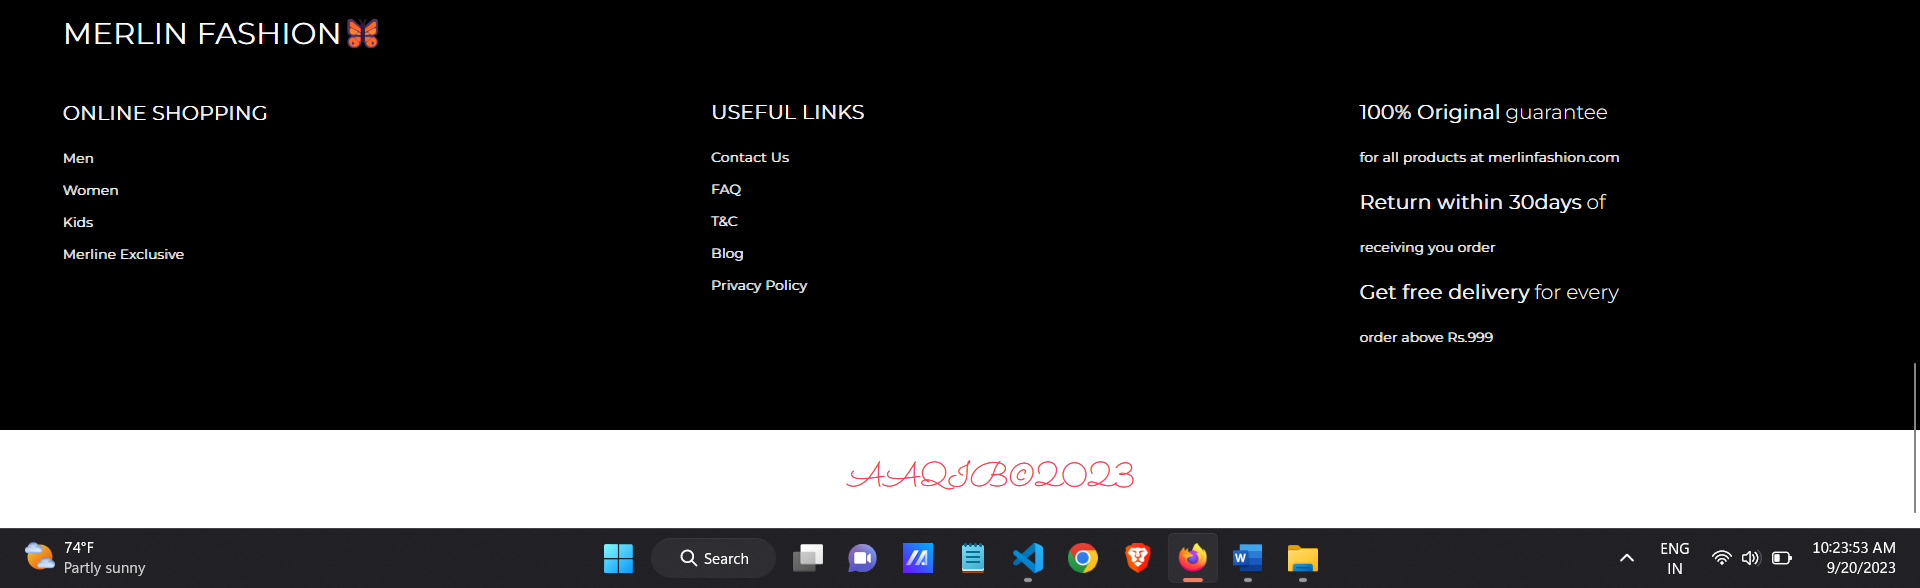 MERLIN FASHION
ONLINE SHOPPING
Men
Women
Kids
Merline Exclusive
USEFUL LINKS
Contact Us
FAQ
T&C
Blog
Privacy Policy
100% Original guarantee
for all products at merlinfashion.com
Return within 30days of
receiving you order
Get free delivery for every
order above Rs.999
AAQIB©2023
74°F
Partly sunny
Search
ENG
IN
10:23:53 AM
9/20/2023